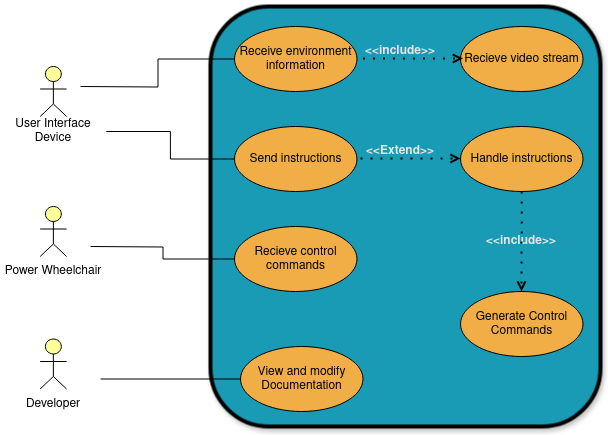 Receive environment
information
<<include>>
Recieve video stream
User Interface
Device
Send instructions
<<Extend>>
Handle instructions
Power Wheelchair
Recieve control
commands
<<include>>
Generate Control
Commands
View and modify
Documentation
Developer